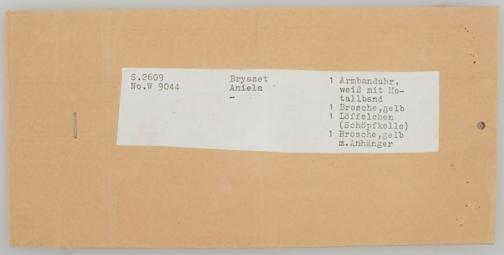 S.2609 Bryszet 1 Armbanduhr,
No.W 9044 Aniela weiß mit Me-
- tallband
1 Brosche,gelb
1 Löffelchen
(Schöpfkelle)
1 Brosche,gelb
m.Anhänger